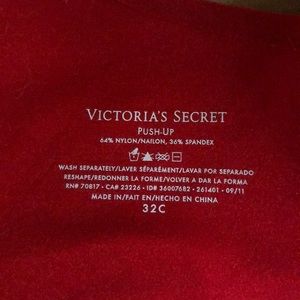 VICTORIA'S SECRET
PUSH-UP
64% NYLON/NAILON, 36% SPANDEX
WASH SEPARATELY/LAVER SÉPARÉMENT/LAVAR POR SEPARADO
RESHAPE/REDONNER LA FORME/VOLVER A DAR LA FORMA
RN# 70817 • CA# 23226 • ID# 36007682 • 261401 • 09/11
MADE IN/FAIT EN/HECHO EN CHINA
32C